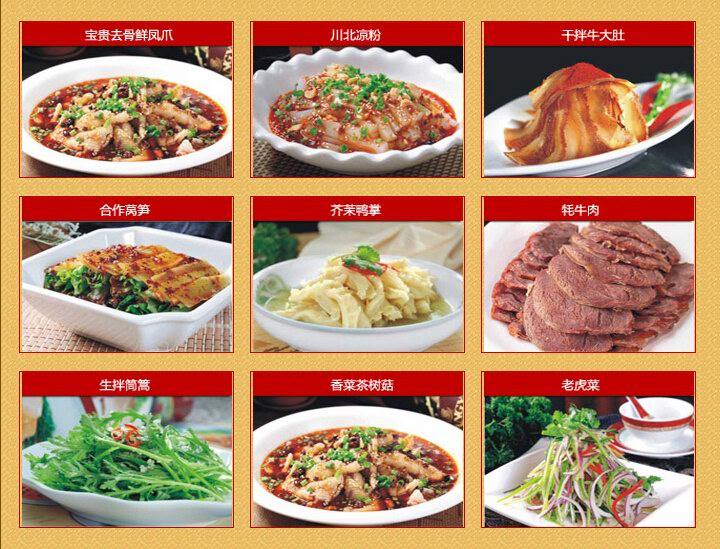 宝贵去骨鲜凤爪
川北凉粉
干拌牛大肚
合作莴笋
芥茉鸭掌
牦牛肉
生拌筒篙
香菜茶树菇
老虎菜